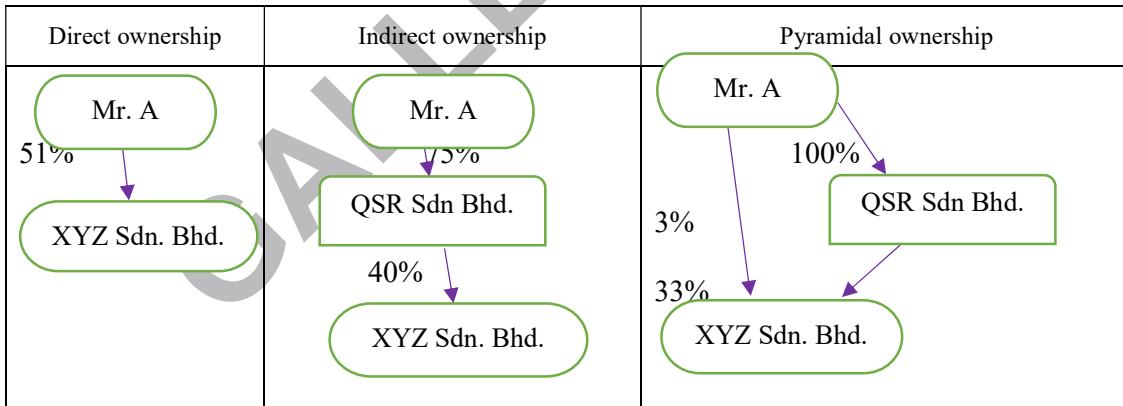 Direct ownership
Indirect ownership
Pyramidal ownership
Mr. A
51%
XYZ Sdn. Bhd.
Mr. A
75%
QSR Sdn Bhd.
40%
XYZ Sdn. Bhd.
Mr. A
100%
QSR Sdn Bhd.
3%
33%
XYZ Sdn. Bhd.